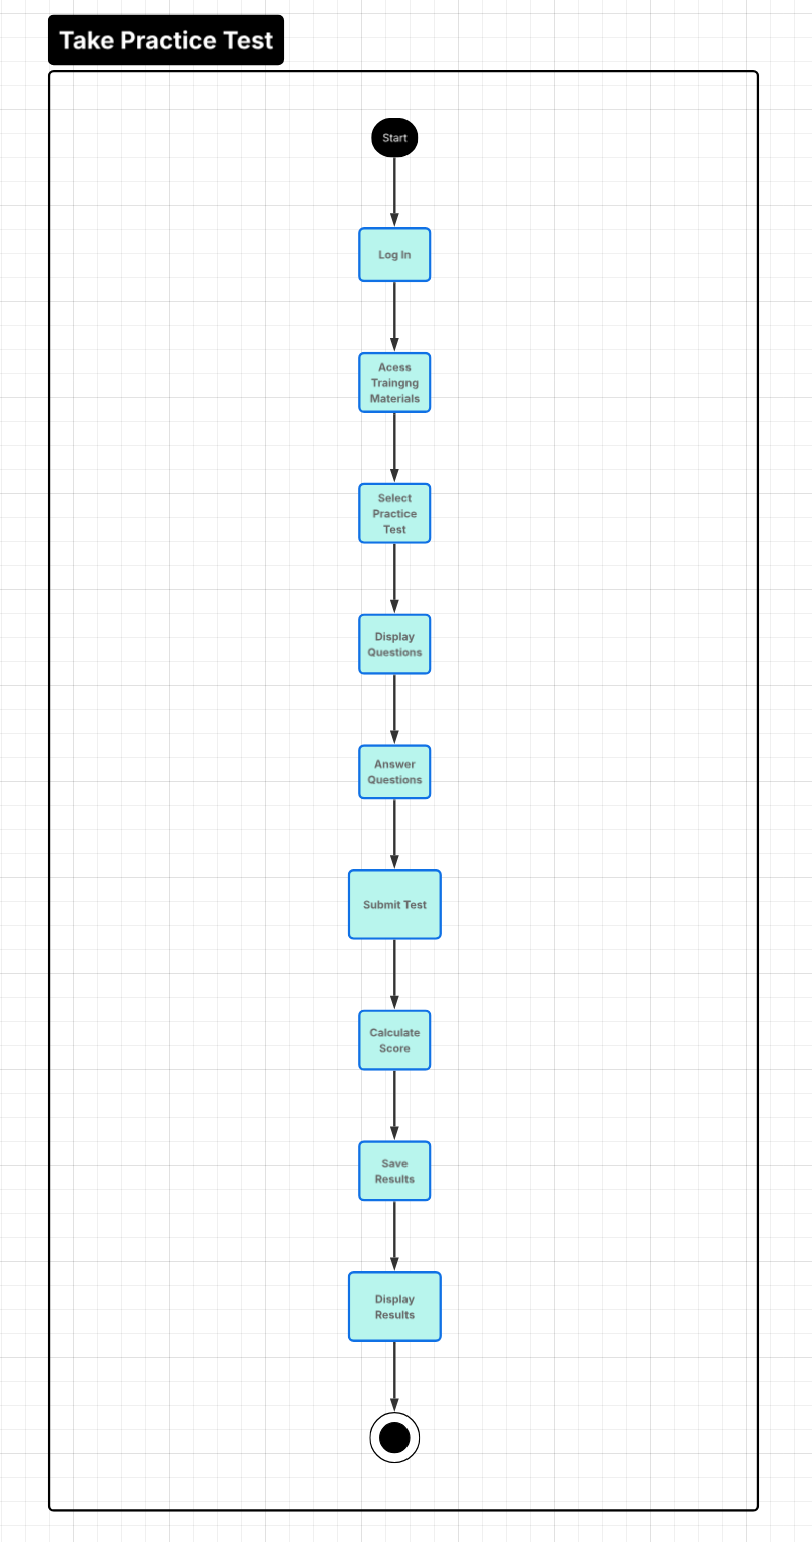 Take Practice Test
Start
Log In
Acess
Traingng
Materials
Select
Practice
Test
Display
Questions
Answer
Questions
Submit Test
Calculate
Score
Save
Results
Display
Results